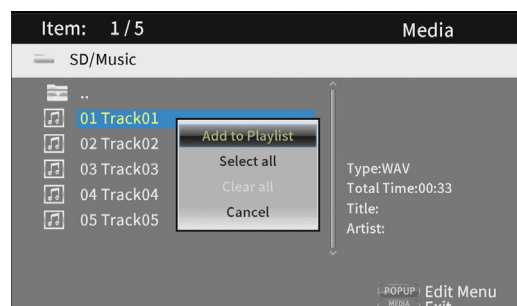 Item: 1/5 Media
SD/Music
..
01 Track01
02 Track02
03 Track03
04 Track04
05 Track05
Add to Playlist
Select all
Clear all
Cancel
Type:WAV
Total Time:00:33
Title:
Artist:
POPUP Edit Menu
MEDIA Exit